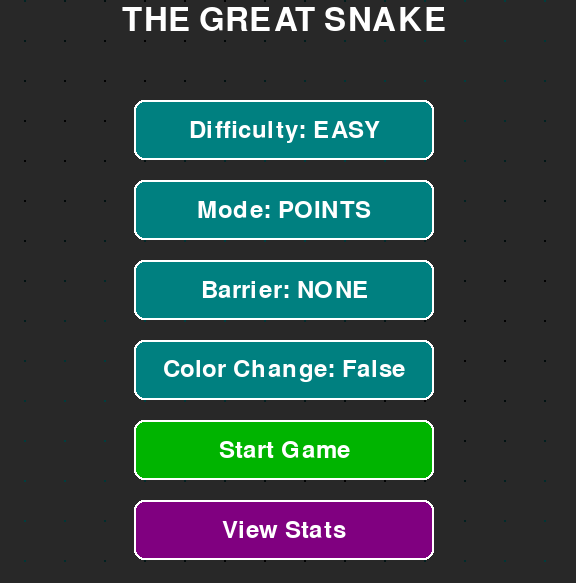 THE GREAT SNAKE
Difficulty: EASY
Mode: POINTS
Barrier: NONE
Color Change: False
Start Game
View Stats